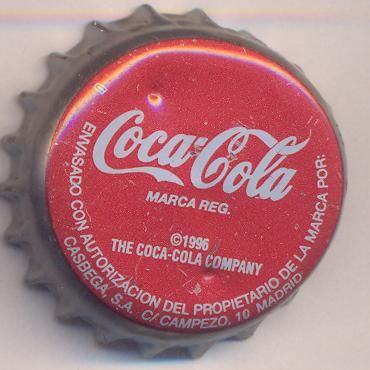 Coca-Cola
MARCA REG.
©1996
THE COCA-COLA COMPANY
ENVASADO CON AUTORIZACION DEL PROPIETARIO DE LA MARCA POR:
CASBEGA, S.A. C/ CAMPEZO, 10 MADRID